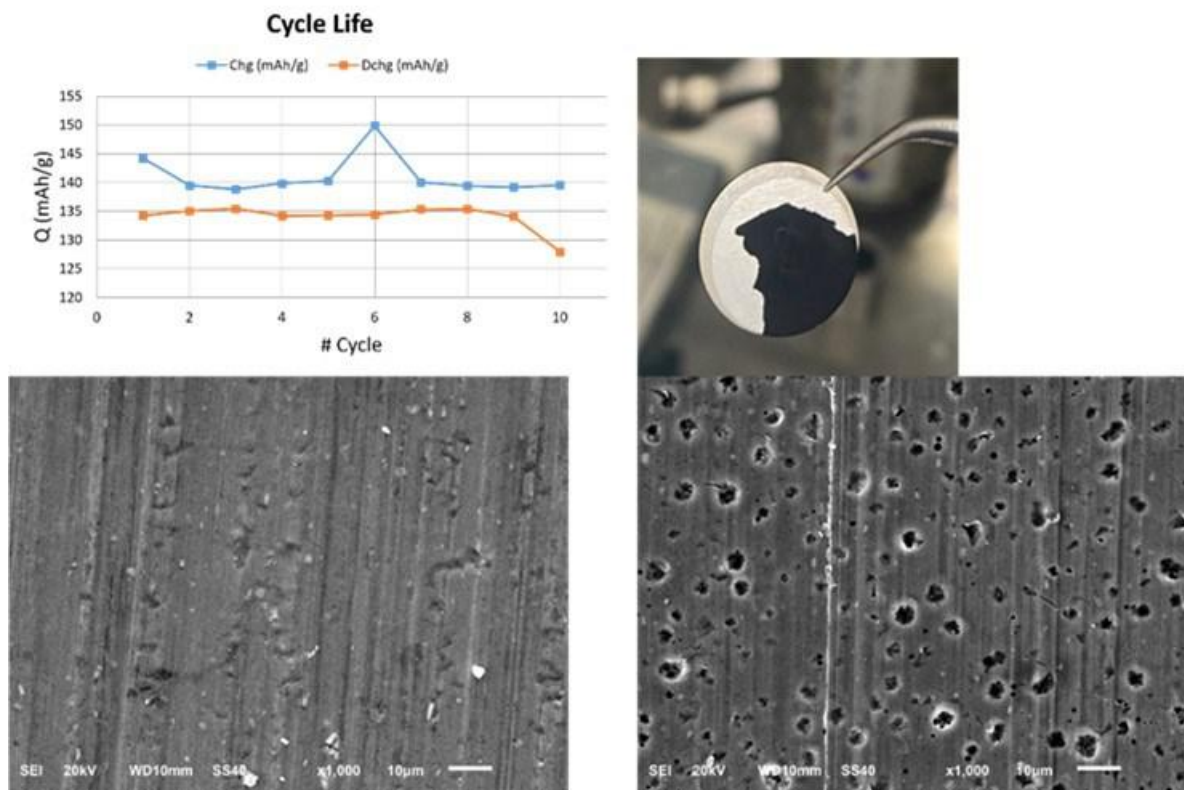 Cycle Life
Chg (mAh/g) Dchg (mAh/g)
155
150
145
140
135
130
125
120
Q (mAh/g)
0 2 4 6 8 10
# Cycle
SEI 20kV WD10mm SS40 x1,000 10μm
SEI 20kV WD10mm SS40 x1,000 10μm